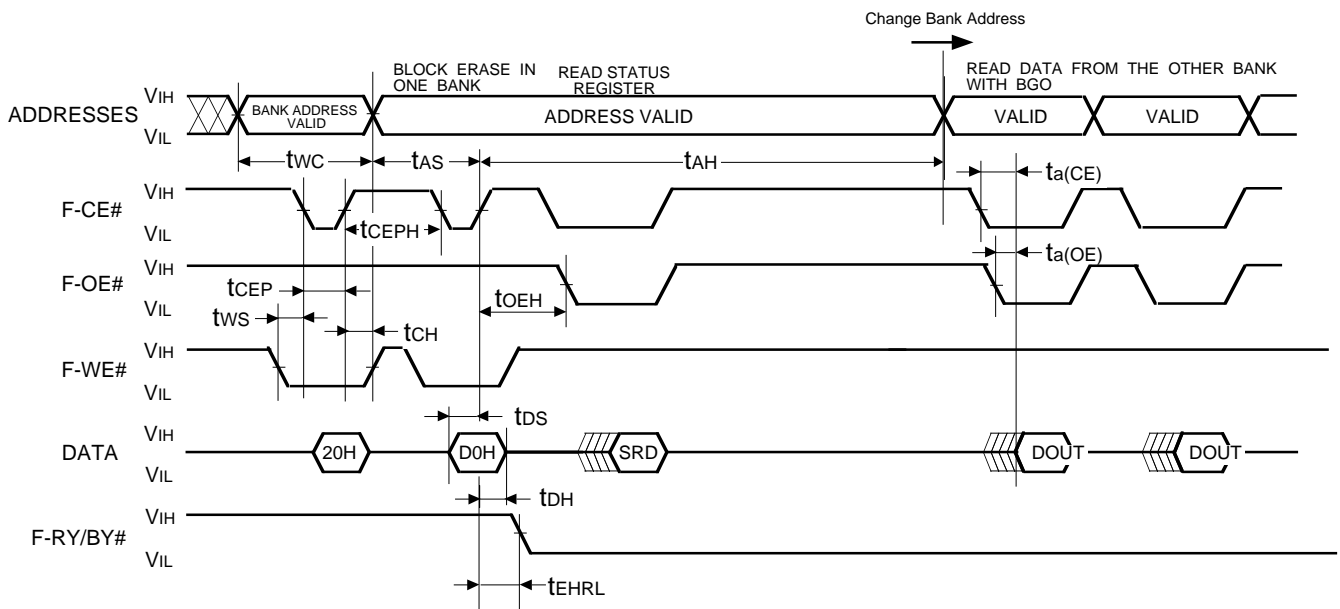 Change Bank Address
BLOCK ERASE IN
ONE BANK
READ STATUS
REGISTER
READ DATA FROM THE OTHER BANK
WITH BGO
ADDRESSES
VIH
VIL
BANK ADDRESS
VALID
ADDRESS VALID
VALID
VALID
tWC
tAS
tAH
ta(CE)
F-CE#
VIH
VIL
tCEPH
ta(OE)
F-OE#
VIH
VIL
tCEP
tOEH
tWS
tCH
F-WE#
VIH
VIL
tDS
DATA
VIH
VIL
20H
D0H
SRD
DOUT
DOUT
tDH
F-RY/BY#
VIH
VIL
tEHRL